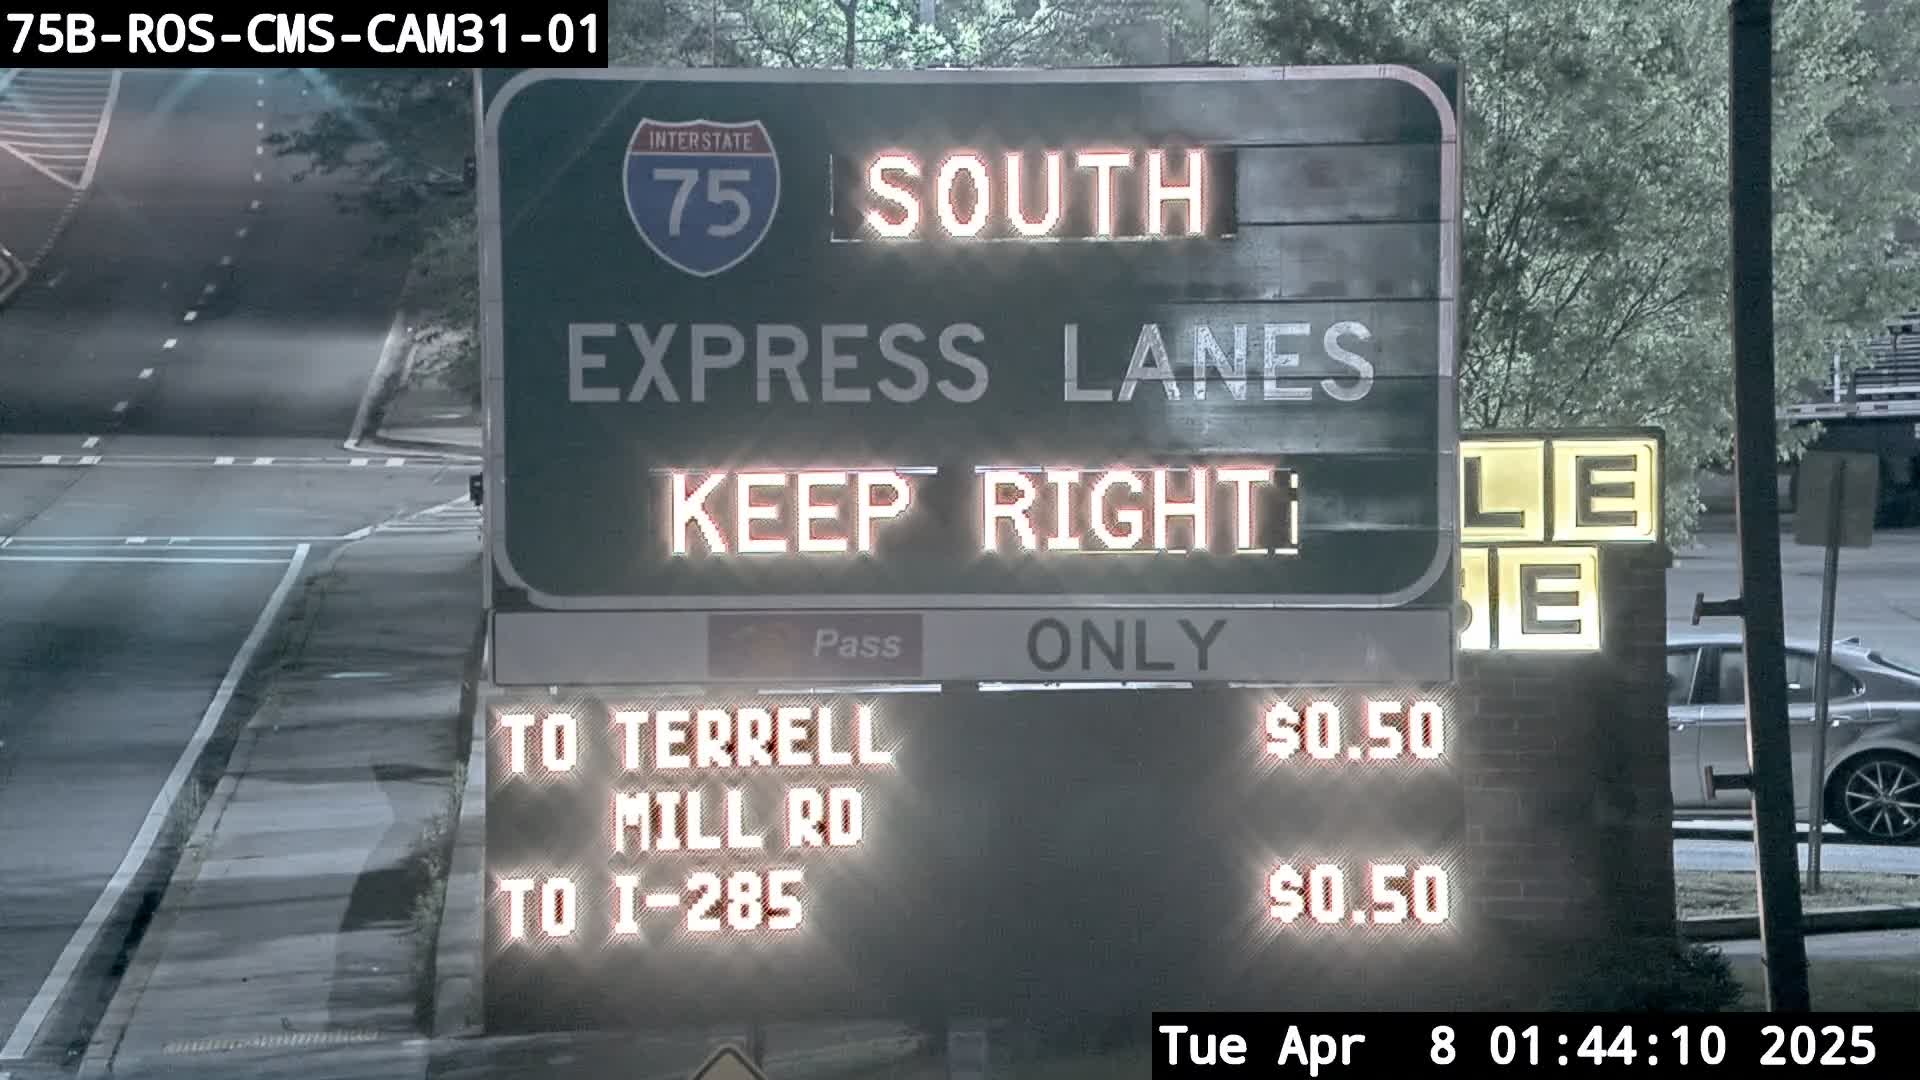 75B-ROS-CMS-CAM31-01
INTERSTATE
75
SOUTH
EXPRESS LANES
KEEP RIGHT
Pass ONLY
TO TERRELL $0.50
MILL RD
TO I-285 $0.50
LE
E
Tue Apr 8 01:44:10 2025